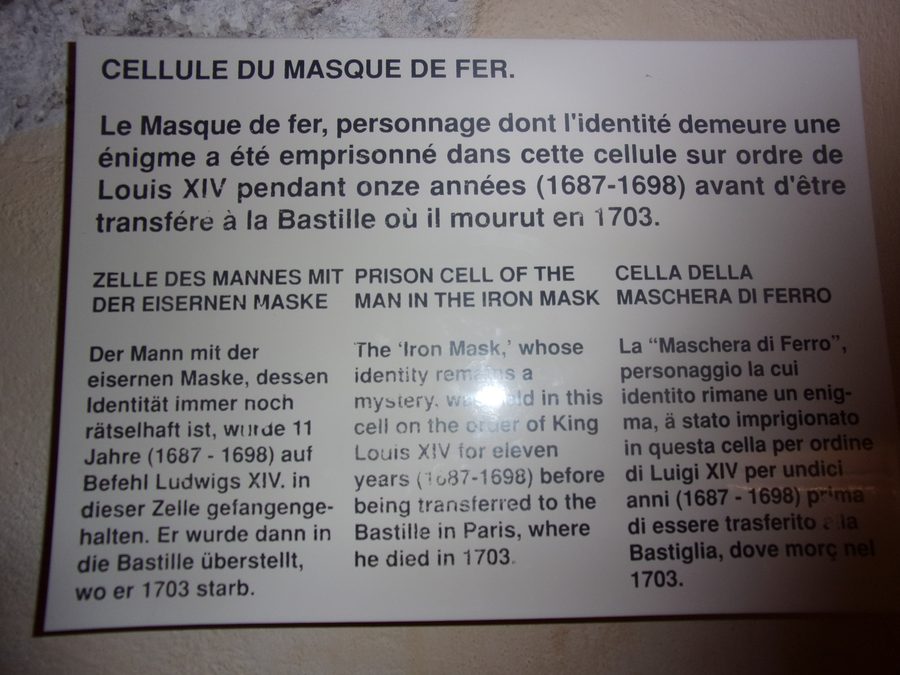 CELLULE DU MASQUE DE FER.
Le Masque de fer, personnage dont l'identité demeure une
énigme a été emprisonné dans cette cellule sur ordre de
Louis XIV pendant onze années (1687-1698) avant d'être
transféré à la Bastille où il mourut en 1703.
ZELLE DES MANNES MIT
DER EISERNEN MASKE
Der Mann mit der
eisernen Maske, dessen
Identität immer noch
rätselhaft ist, wurde 11
Jahre (1687 - 1698) auf
Befehl Ludwigs XIV. in
dieser Zelle gefangenge-
halten. Er wurde dann in
die Bastille überstellt,
wo er 1703 starb.
PRISON CELL OF THE
MAN IN THE IRON MASK
The 'Iron Mask,' whose
identity remains a
mystery, was held in this
cell on the order of King
Louis XIV for eleven
years (1687-1698) before
being transferred to the
Bastille in Paris, where
he died in 1703.
CELLA DELLA
MASCHERA DI FERRO
La "Maschera di Ferro",
personaggio la cui
identito rimane un enig-
ma, ä stato imprigionato
in questa cella per ordine
di Luigi XIV per undici
anni (1687 - 1698) prima
di essere trasferito alla
Bastiglia, dove morç nel
1703.